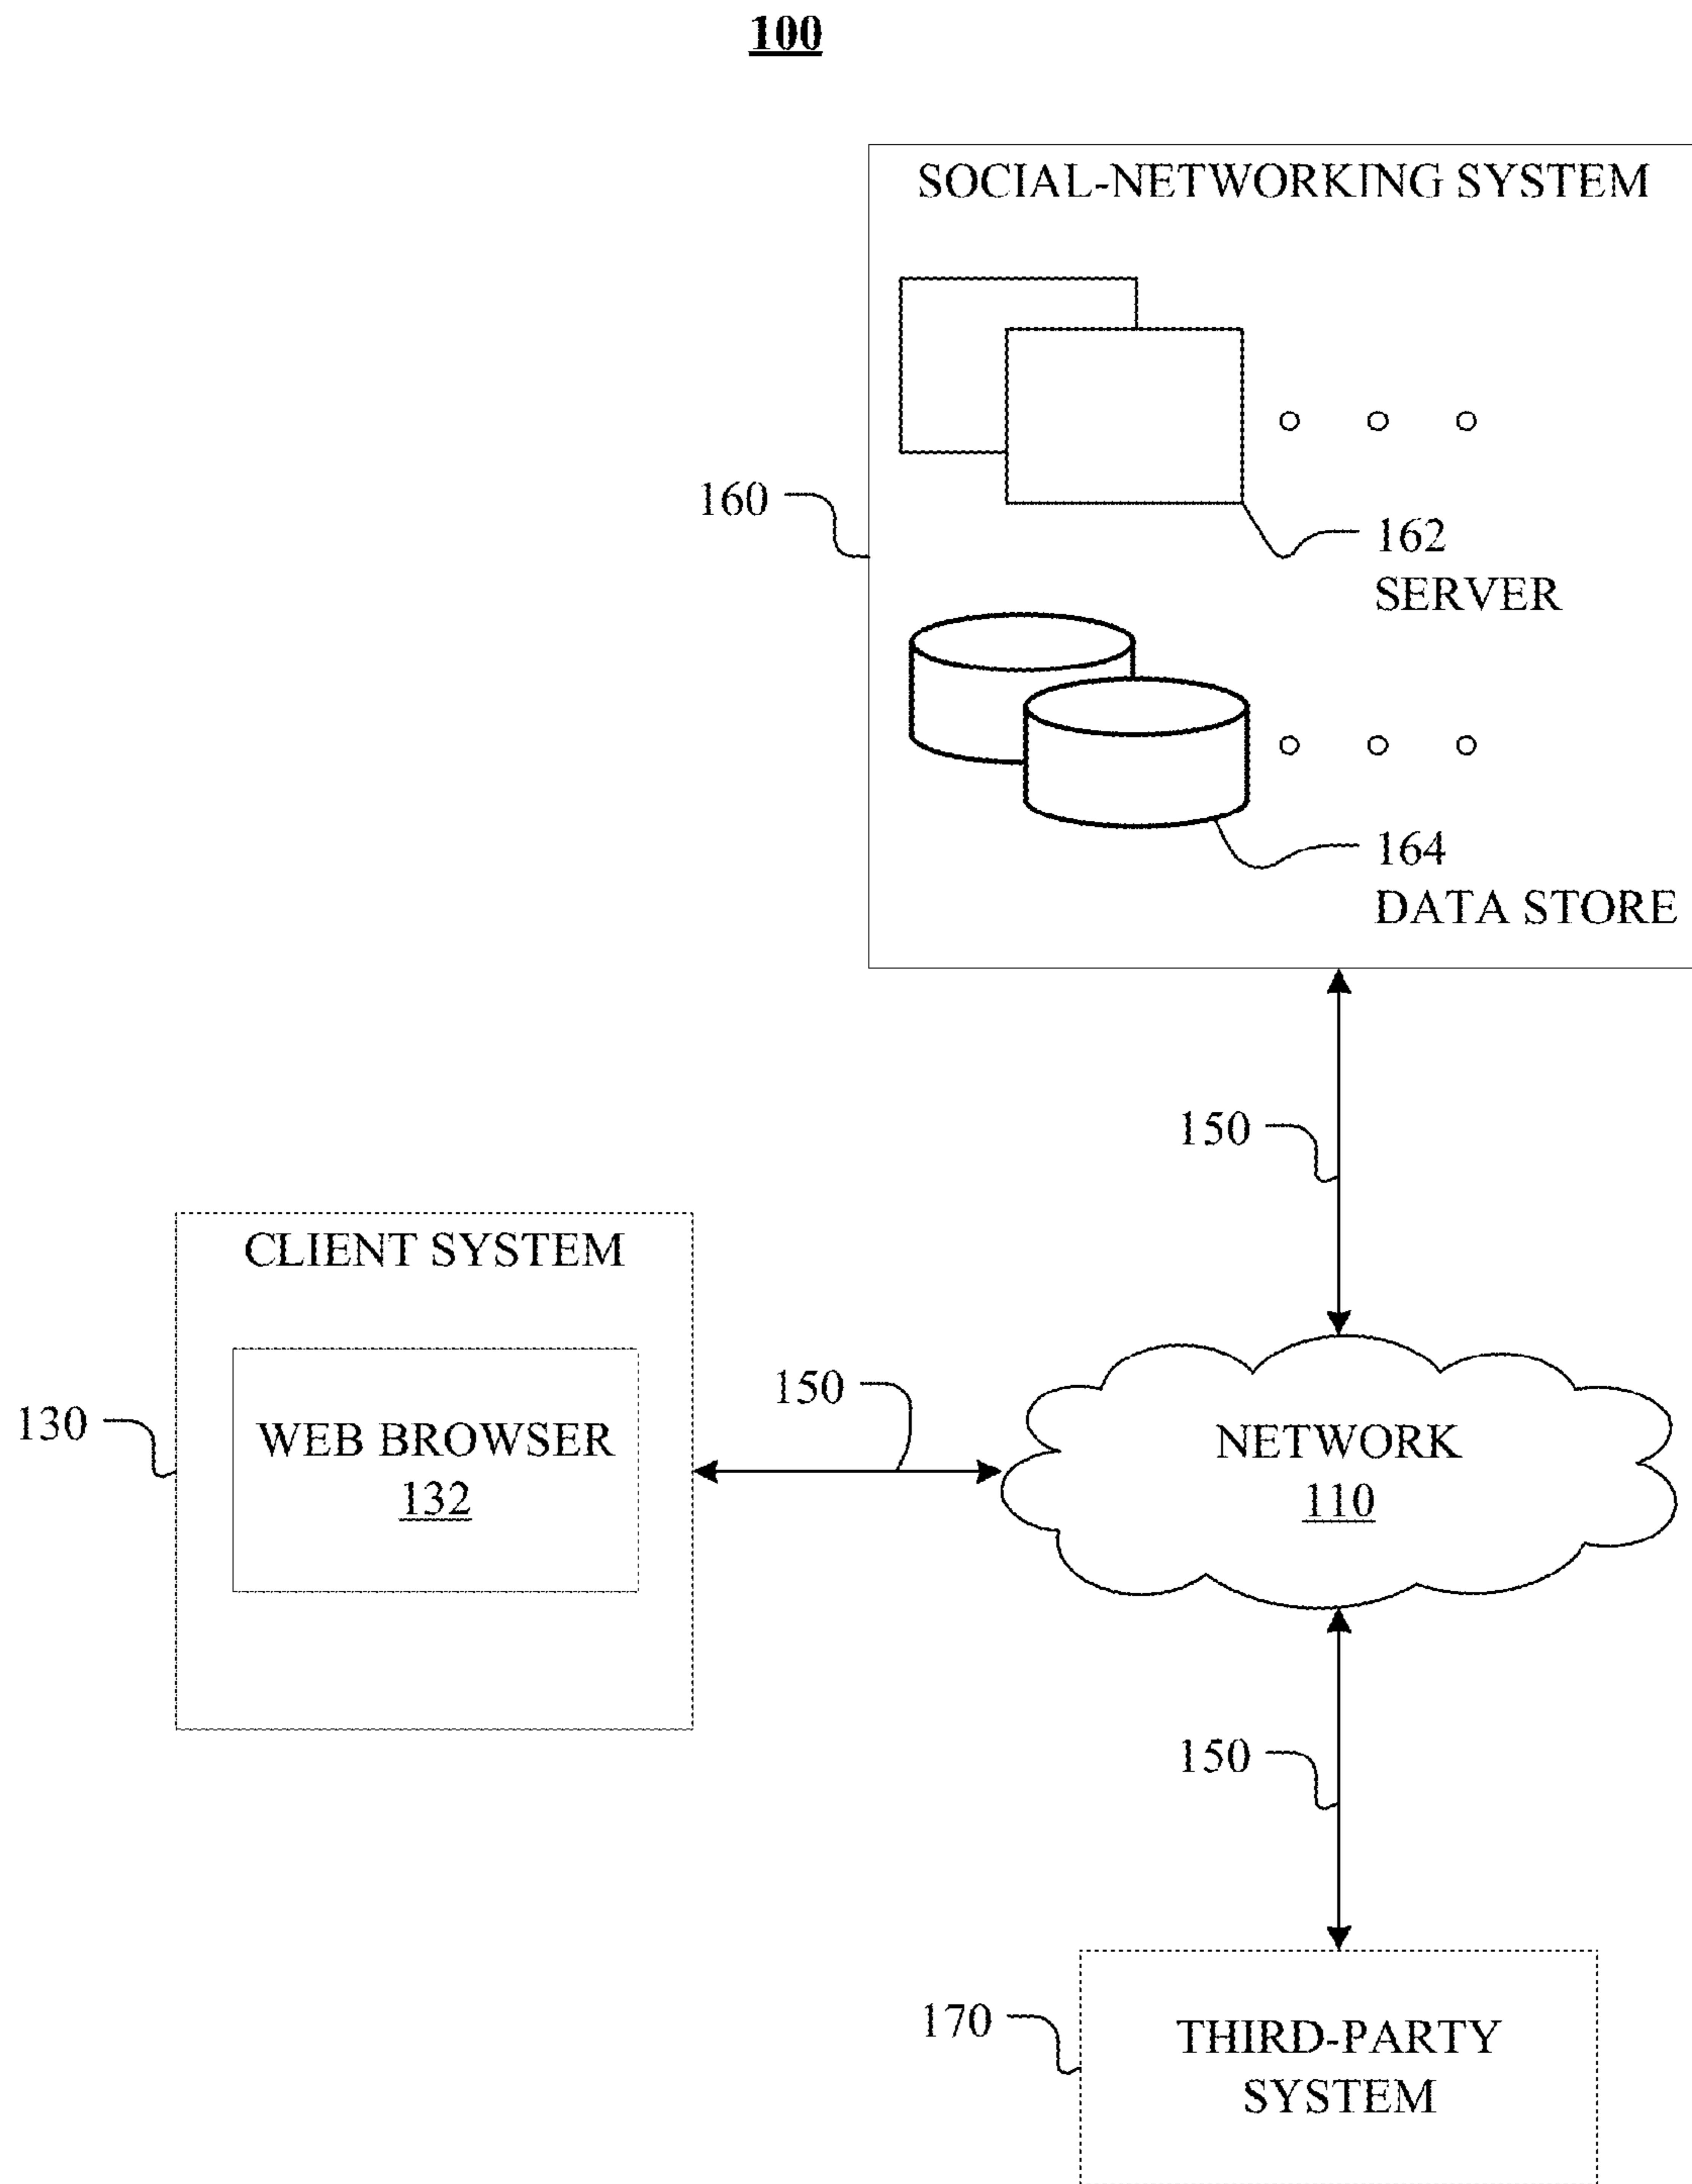 100
SOCIAL-NETWORKING SYSTEM
160
162
SERVER
164
DATA STORE
150
CLIENT SYSTEM
130
WEB BROWSER
132
150
NETWORK
110
150
170
THIRD-PARTY
SYSTEM